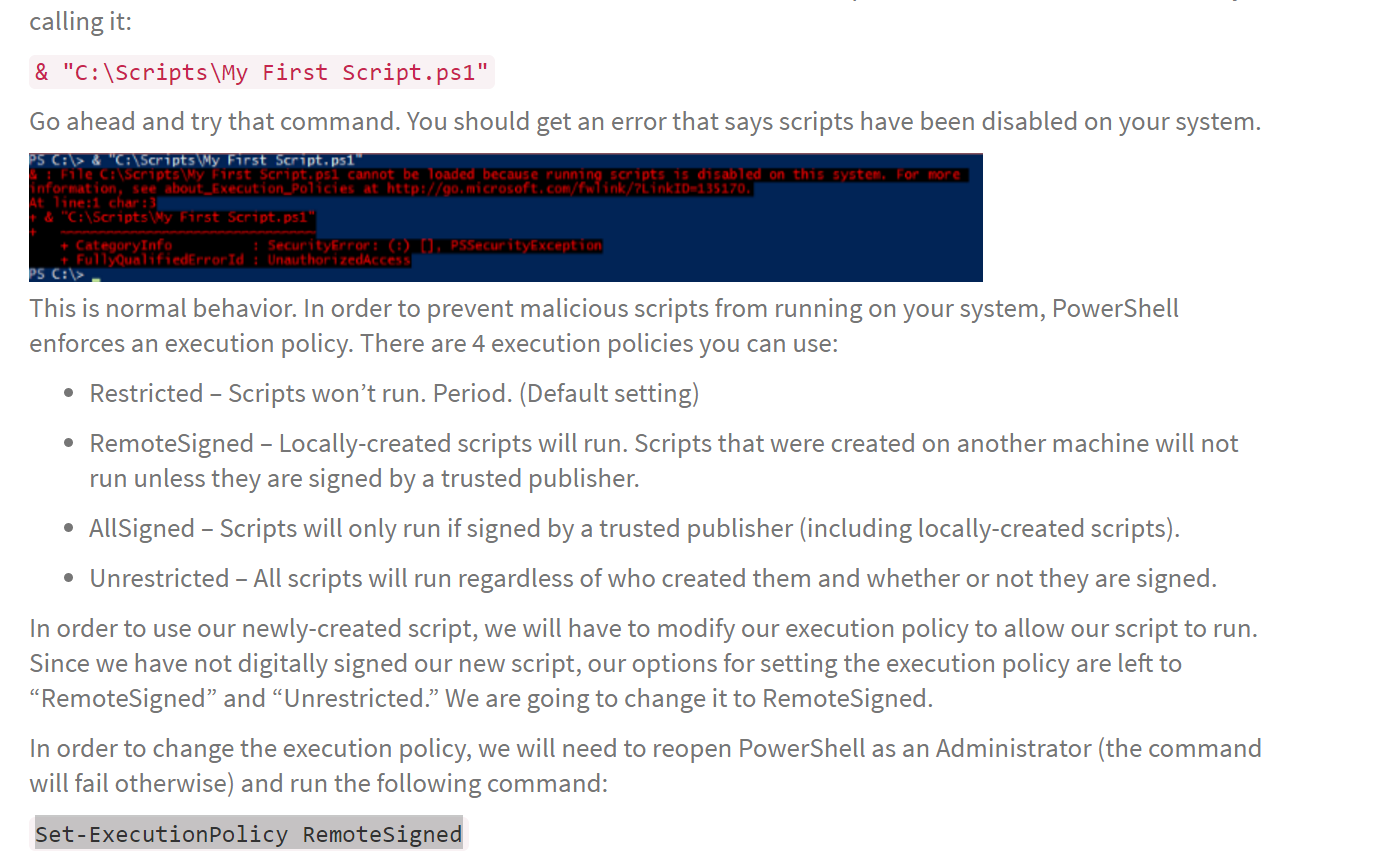 calling it:
& "C:\Scripts\My First Script.ps1"
Go ahead and try that command. You should get an error that says scripts have been disabled on your system.
PS C:\> & "C:\Scripts\My First Script.ps1"
& : File C:\Scripts\My First Script.ps1 cannot be loaded because running scripts is disabled on this system. For more
information, see about_Execution_Policies at http://go.microsoft.com/fwlink/?LinkID=135170.
At line:1 char:3
+ & "C:\Scripts\My First Script.ps1"
+   ~~~~~~~~~~~~~~~~~~~~~~~~~~~~~~~~
    + CategoryInfo          : SecurityError: (:) [], PSSecurityException
    + FullyQualifiedErrorId : UnauthorizedAccess
PS C:\> _
This is normal behavior. In order to prevent malicious scripts from running on your system, PowerShell
enforces an execution policy. There are 4 execution policies you can use:
• Restricted – Scripts won’t run. Period. (Default setting)
• RemoteSigned – Locally-created scripts will run. Scripts that were created on another machine will not
run unless they are signed by a trusted publisher.
• AllSigned – Scripts will only run if signed by a trusted publisher (including locally-created scripts).
• Unrestricted – All scripts will run regardless of who created them and whether or not they are signed.
In order to use our newly-created script, we will have to modify our execution policy to allow our script to run.
Since we have not digitally signed our new script, our options for setting the execution policy are left to
“RemoteSigned” and “Unrestricted.” We are going to change it to RemoteSigned.
In order to change the execution policy, we will need to reopen PowerShell as an Administrator (the command
will fail otherwise) and run the following command:
Set-ExecutionPolicy RemoteSigned